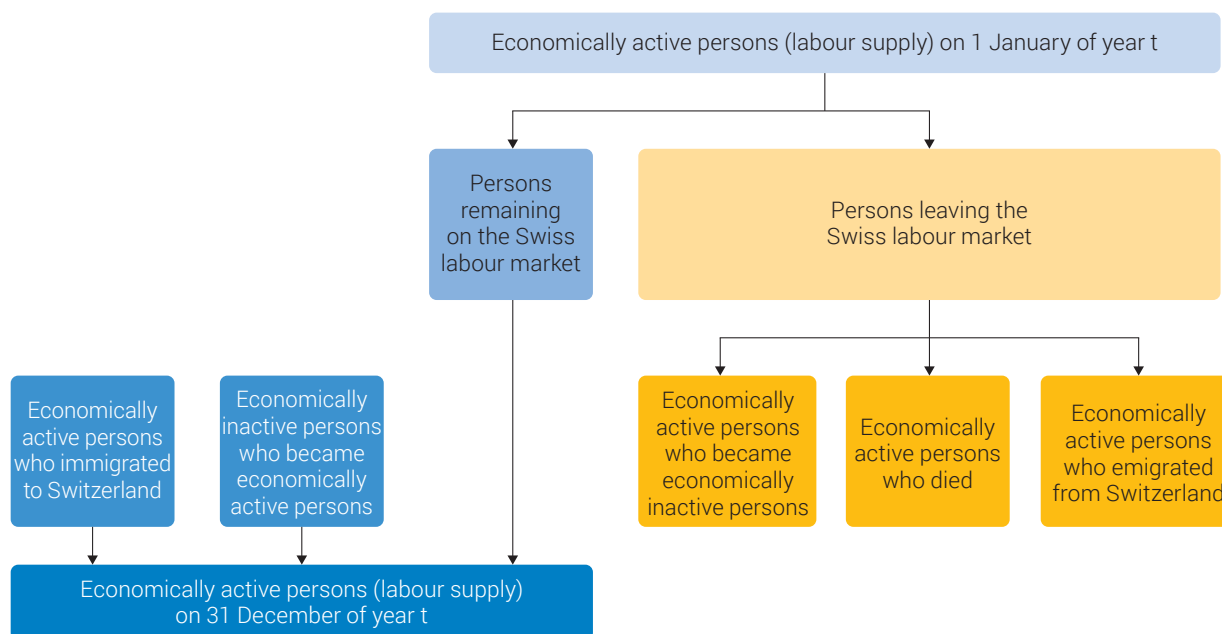 Economically active persons (labour supply) on 1 January of year t
Persons
remaining
on the Swiss
labour market
Persons leaving the
Swiss labour market
Economically
active persons
who immigrated
to Switzerland
Economically
inactive persons
who became
economically
active persons
Economically
active persons
who became
economically
inactive persons
Economically
active persons
who died
Economically
active persons
who emigrated
from Switzerland
Economically active persons (labour supply)
on 31 December of year t